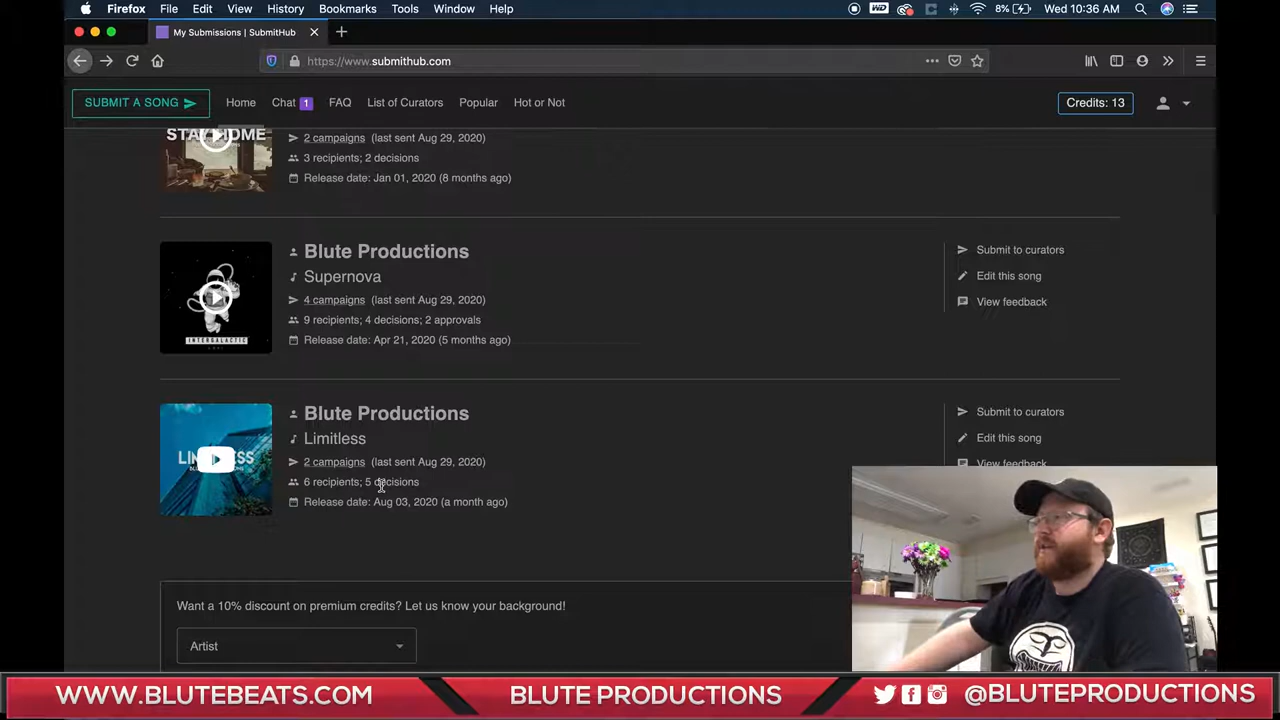 Firefox File Edit View History Bookmarks Tools Window Help WD 8% Wed 10:36 AM
My Submissions | SubmitHub
https://www.submithub.com
SUBMIT A SONG Home Chat 1 FAQ List of Curators Popular Hot or Not Credits: 13
STAY HOME
2 campaigns (last sent Aug 29, 2020)
3 recipients; 2 decisions
Release date: Jan 01, 2020 (8 months ago)
Blute Productions
Supernova
4 campaigns (last sent Aug 29, 2020)
9 recipients; 4 decisions; 2 approvals
Release date: Apr 21, 2020 (5 months ago)
INTERGALACTIC
Submit to curators
Edit this song
View feedback
Blute Productions
Limitless
2 campaigns (last sent Aug 29, 2020)
6 recipients; 5 decisions
Release date: Aug 03, 2020 (a month ago)
Submit to curators
Edit this song
View feedback
Want a 10% discount on premium credits? Let us know your background!
Artist
WWW.BLUTEBEATS.COM BLUTE PRODUCTIONS @BLUTEPRODUCTIONS